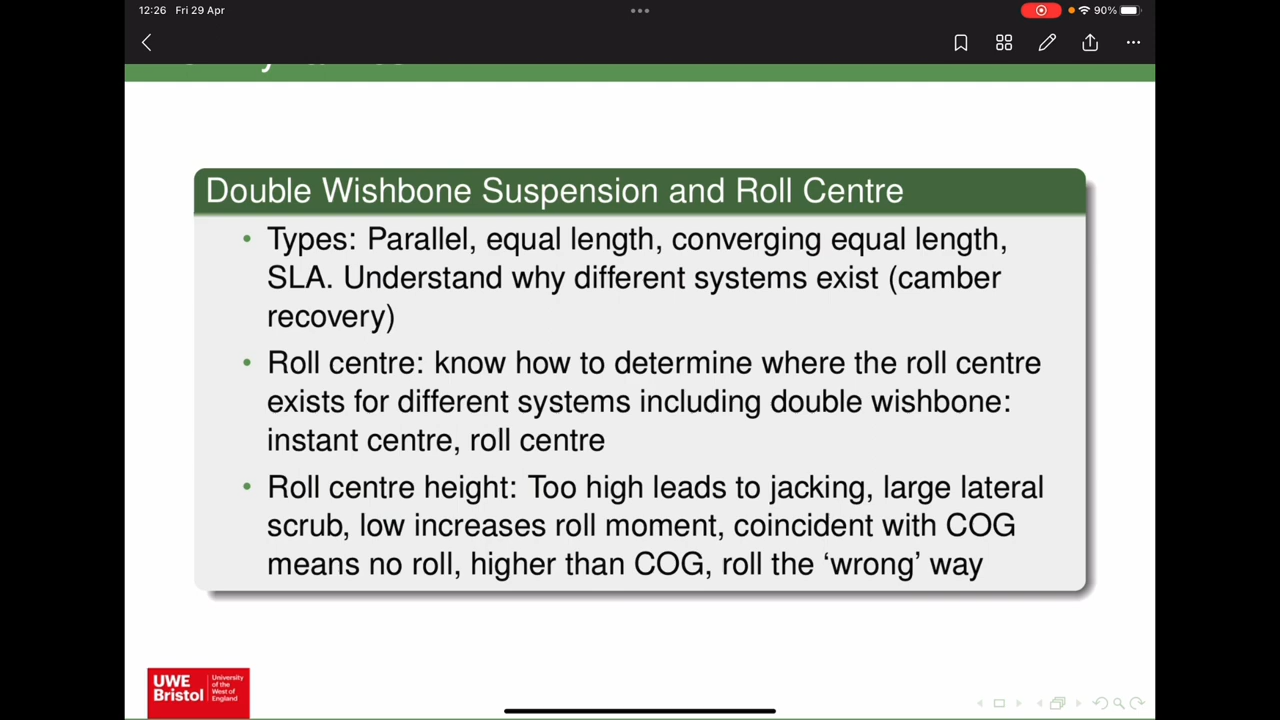 12:26 Fri 29 Apr
90%
Double Wishbone Suspension and Roll Centre
• Types: Parallel, equal length, converging equal length,
SLA. Understand why different systems exist (camber
recovery)
• Roll centre: know how to determine where the roll centre
exists for different systems including double wishbone:
instant centre, roll centre
• Roll centre height: Too high leads to jacking, large lateral
scrub, low increases roll moment, coincident with COG
means no roll, higher than COG, roll the ‘wrong’ way
UWE
Bristol
University
of the
West of
England